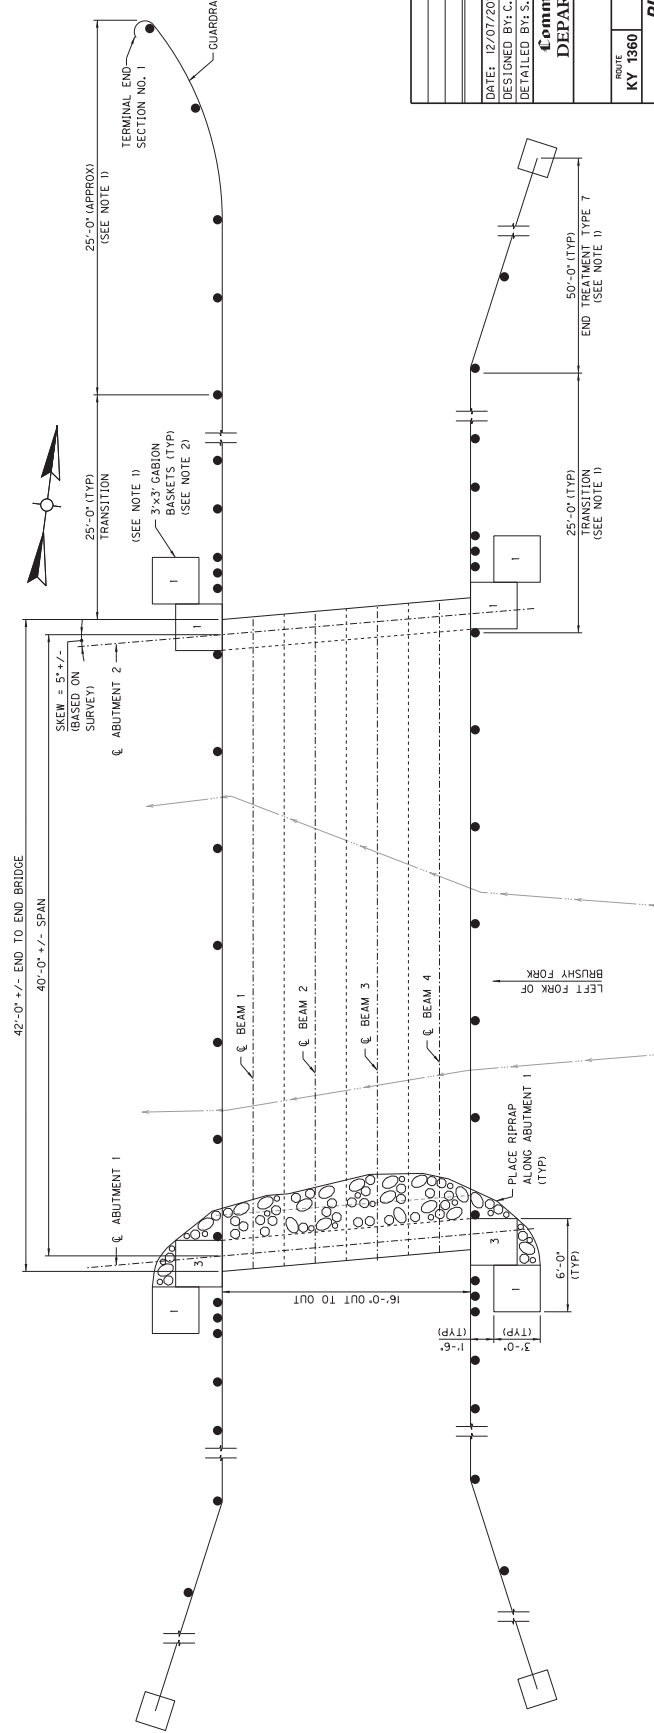 TERMINAL END
SECTION NO. 1
25'-0" (APPROX)
(SEE NOTE 1)
DATE: 12/07/20
DESIGNED BY: C.
DETAILED BY: S.
DEPAR
ROUTE
KY 1360
25'-0" (TYP)
TRANSITION
(SEE NOTE 1)
3'x3' GABION
BASKETS (TYP)
(SEE NOTE 2)
1
1
50'-0" (TYP)
END TREATMENT TYPE 7
(SEE NOTE 1)
25'-0" (TYP)
TRANSITION
(SEE NOTE 1)
1
1
SKEW = 5° +/-
(BASED ON
SURVEY)
℄ ABUTMENT 2
42'-0" +/- END TO END BRIDGE
40'-0" +/- SPAN
℄ BEAM 1
℄ BEAM 2
℄ BEAM 3
℄ BEAM 4
LEFT FORK OF
BRUSHY FORK
℄ ABUTMENT 1
PLACE RIPRAP
ALONG ABUTMENT 1
(TYP)
3
1
16'-0" OUT TO OUT
3
1
6'-0"
(TYP)
1'-6"
(TYP)
3'-0"
(TYP)